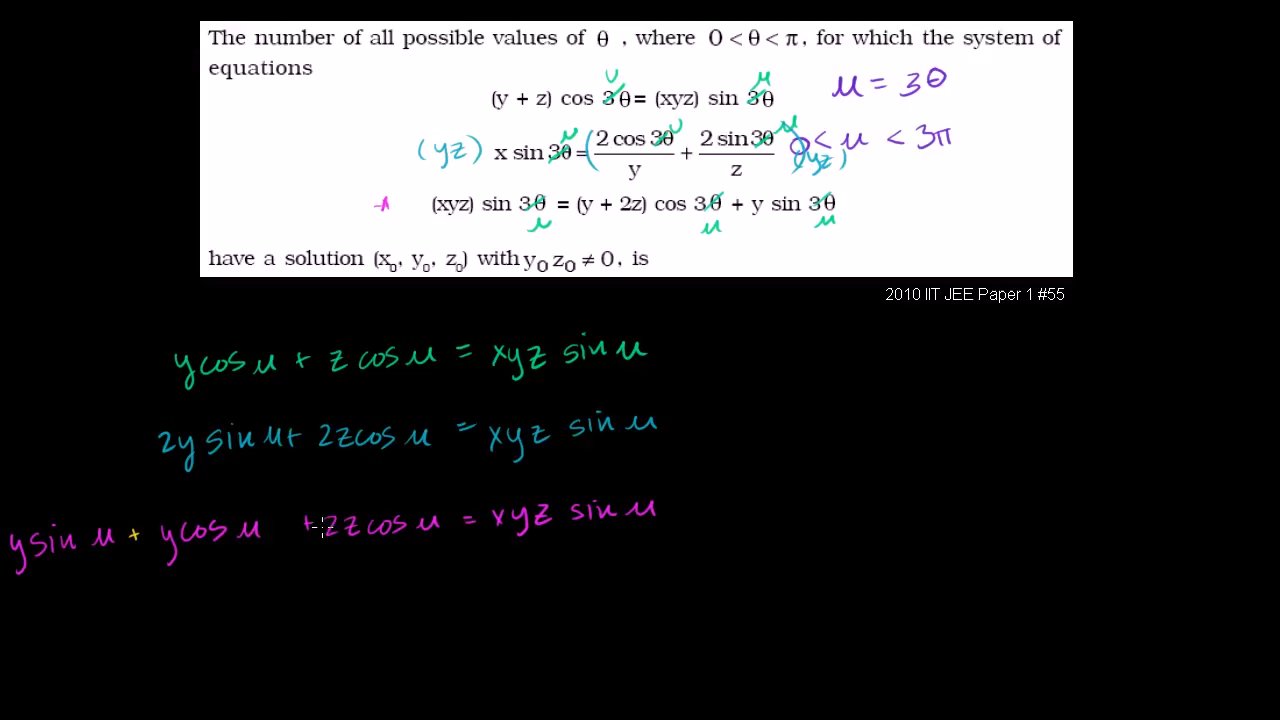 The number of all possible values of θ , where 0 < θ < π , for which the system of
equations
(y + z) cos 3θ = (xyz) sin 3θ
μ = 3θ
(yz) x sin 3θ = ( 2 cos 3θ / y + 2 sin 3θ / z ) (yz)
0 < μ < 3π
(xyz) sin 3θ = (y + 2z) cos 3θ + y sin 3θ
μ μ μ
have a solution (x₀, y₀, z₀) with y₀ z₀ ≠ 0, is
2010 IIT JEE Paper 1 #55
y cos μ + z cos μ = xyz sin μ
2y sin μ + 2z cos μ = xyz sin μ
y sin μ + y cos μ + 2z cos μ = xyz sin μ